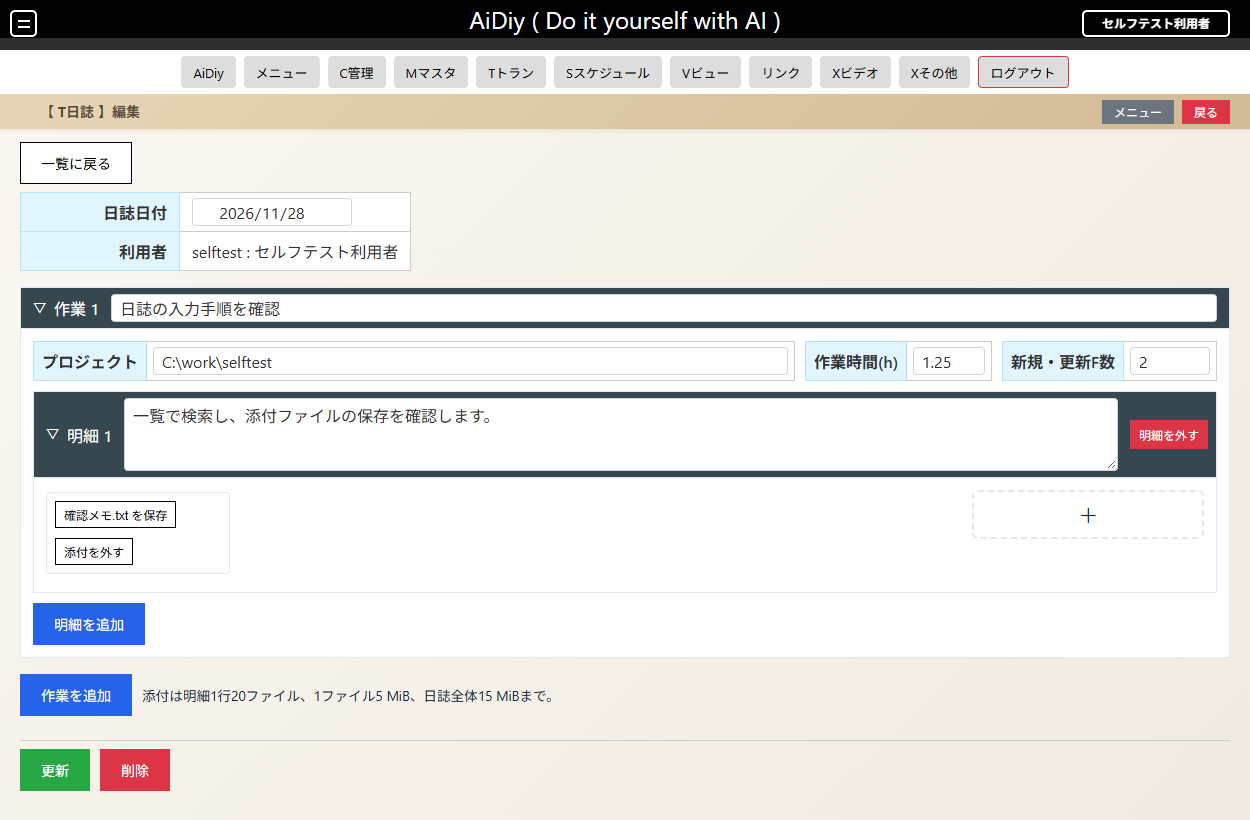 AiDiy ( Do it yourself with AI )
セルフテスト利用者
AiDiy メニュー C管理 Mマスタ Tトラン Sスケジュール Vビュー リンク Xビデオ Xその他 ログアウト
【 T日誌 】編集 メニュー 戻る
一覧に戻る
日誌日付 2026/11/28
利用者 selftest : セルフテスト利用者
▽ 作業 1 日誌の入力手順を確認
プロジェクト C:\work\selftest 作業時間(h) 1.25 新規・更新F数 2
▽ 明細 1 一覧で検索し、添付ファイルの保存を確認します。 明細を外す
確認メモ.txt を保存 +
添付を外す
明細を追加
作業を追加 添付は明細1行20ファイル、1ファイル5 MiB、日誌全体15 MiBまで。
更新 削除